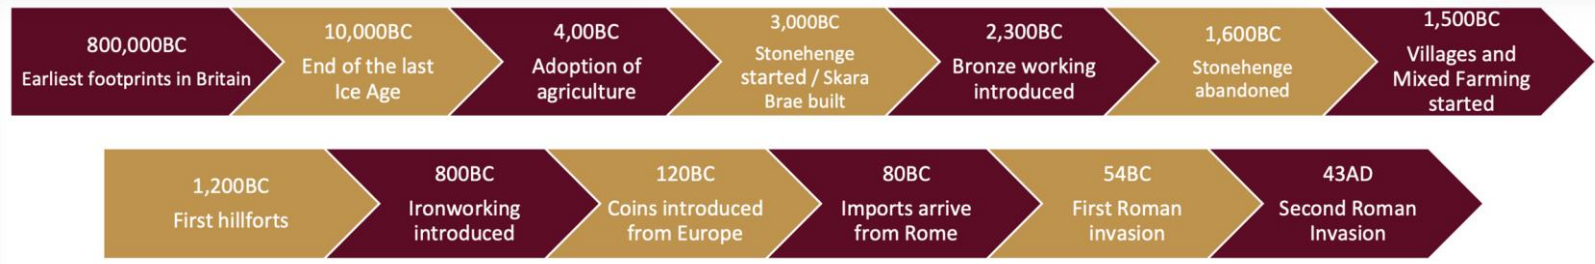 800,000BC
Earliest footprints in Britain
10,000BC
End of the last
Ice Age
4,00BC
Adoption of
agriculture
3,000BC
Stonehenge
started / Skara
Brae built
2,300BC
Bronze working
introduced
1,600BC
Stonehenge
abandoned
1,500BC
Villages and
Mixed Farming
started
1,200BC
First hillforts
800BC
Ironworking
introduced
120BC
Coins introduced
from Europe
80BC
Imports arrive
from Rome
54BC
First Roman
invasion
43AD
Second Roman
Invasion